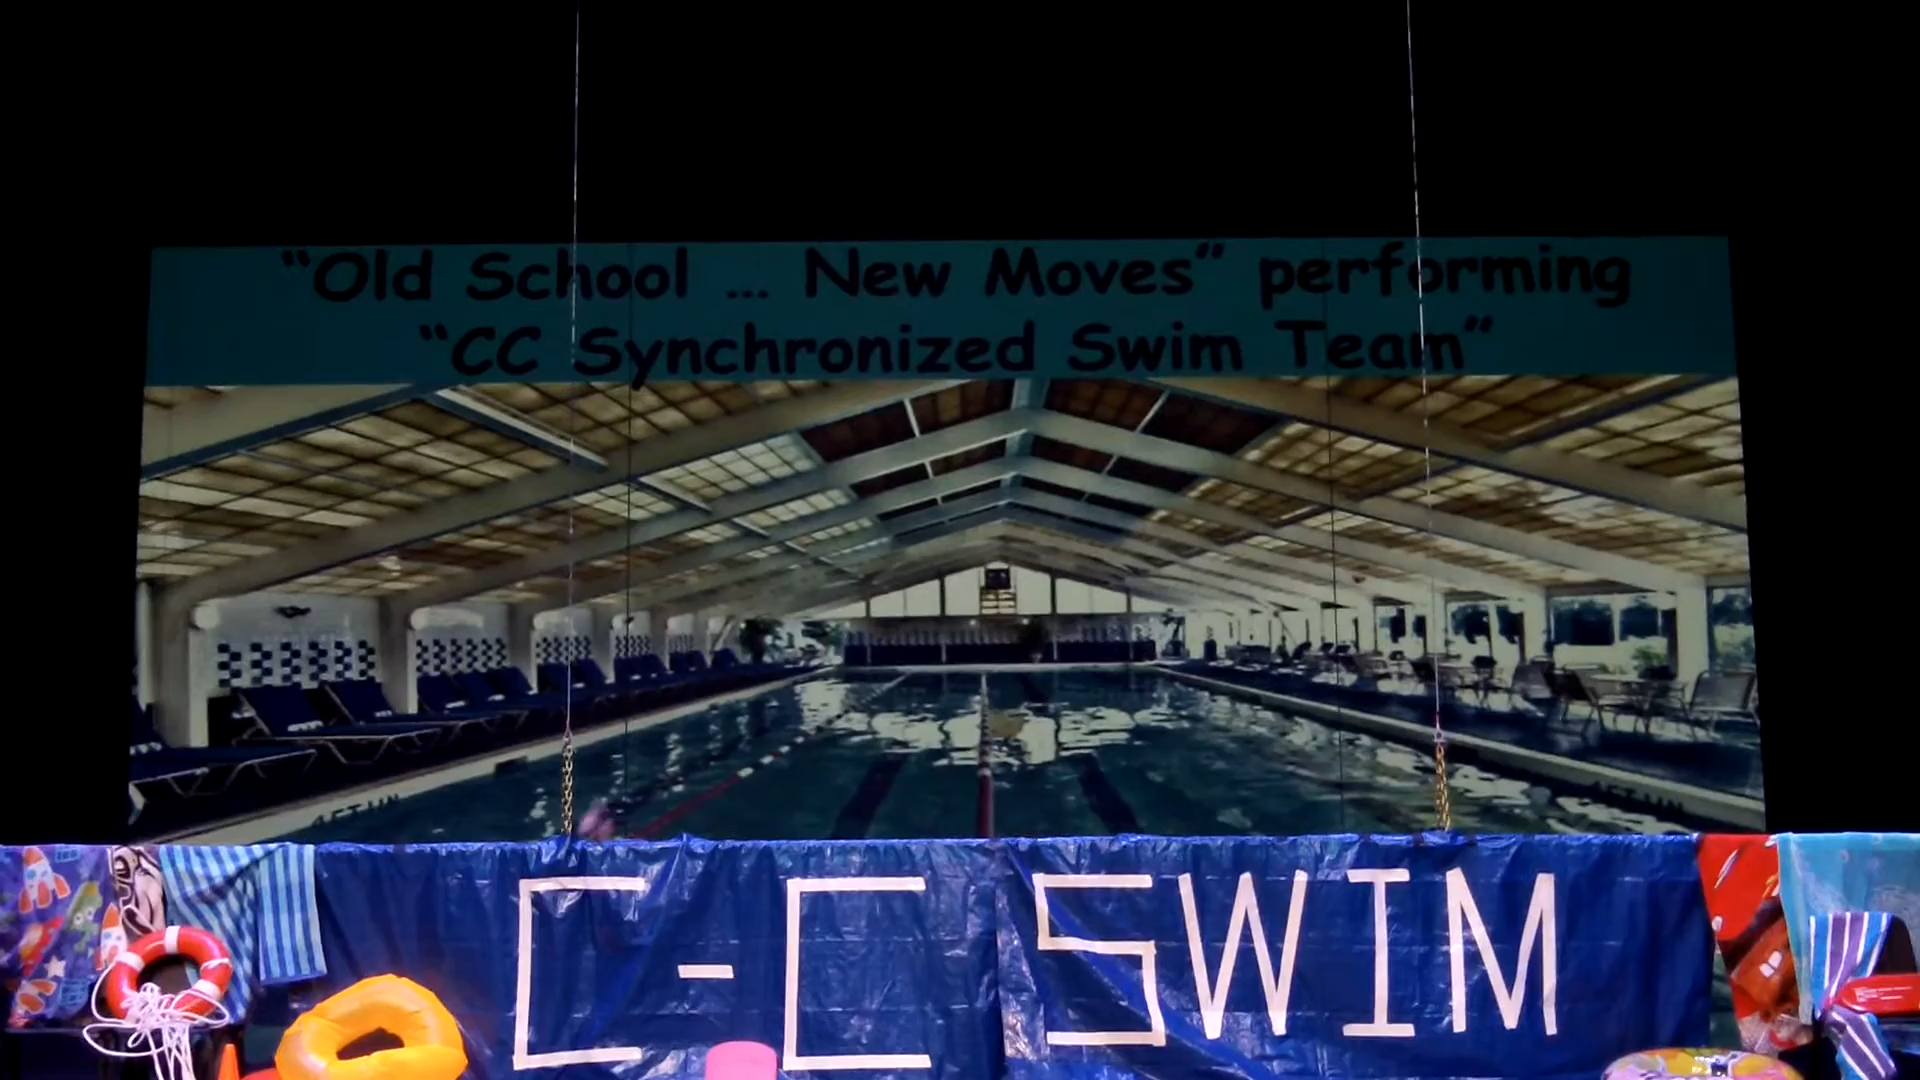 “Old School ... New Moves” performing
“CC Synchronized Swim Team”
C-C SWIM